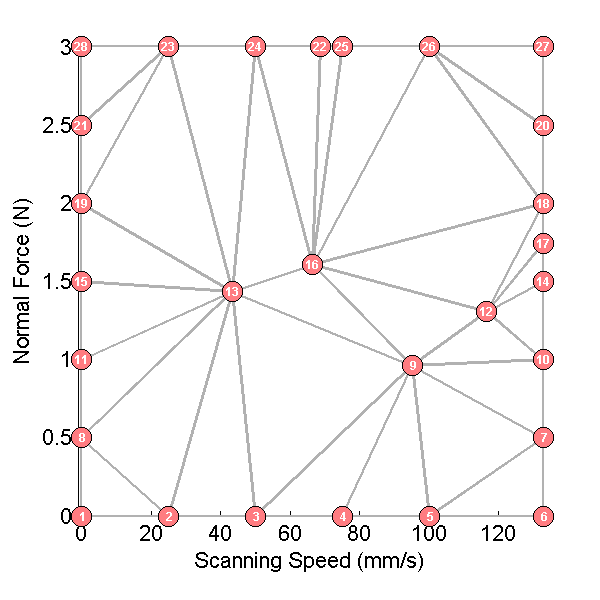 3 28 23 24 22 25 26 27
2.5 21 20
2 19 18
17
16
1.5 15 13 14
12
1 11 9 10
0.5 8 7
0 1 2 3 4 5 6
0 20 40 60 80 100 120
Scanning Speed (mm/s)
Normal Force (N)